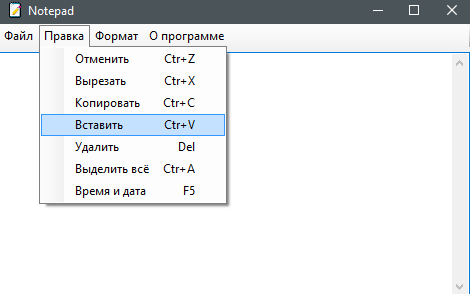 Notepad
Файл Правка Формат О программе
Отменить Ctr+Z
Вырезать Ctr+X
Копировать Ctr+C
Вставить Ctr+V
Удалить Del
Выделить всё Ctr+A
Время и дата F5